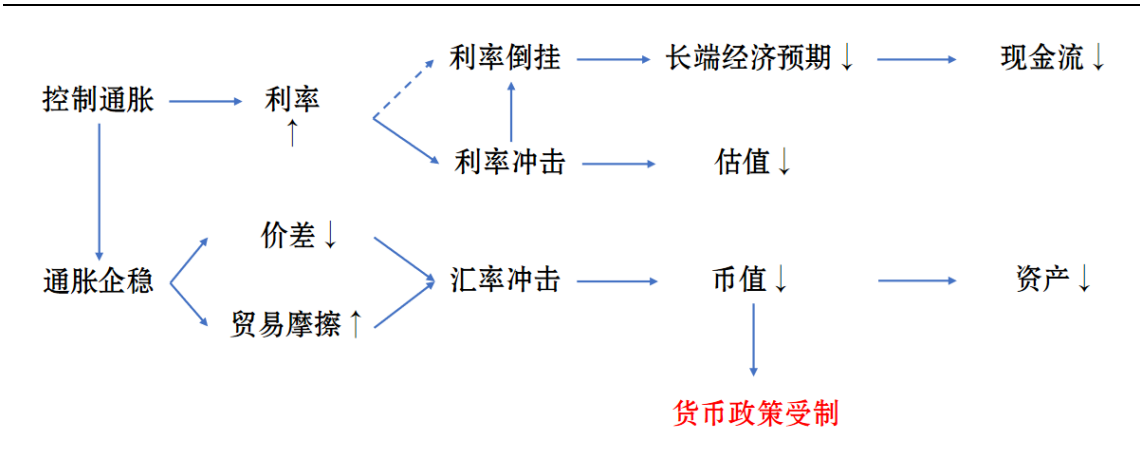 利率倒挂
长端经济预期↓
现金流↓
控制通胀
利率
↑
利率冲击
估值↓
价差↓
通胀企稳
汇率冲击
币值↓
资产↓
贸易摩擦↑
货币政策受制